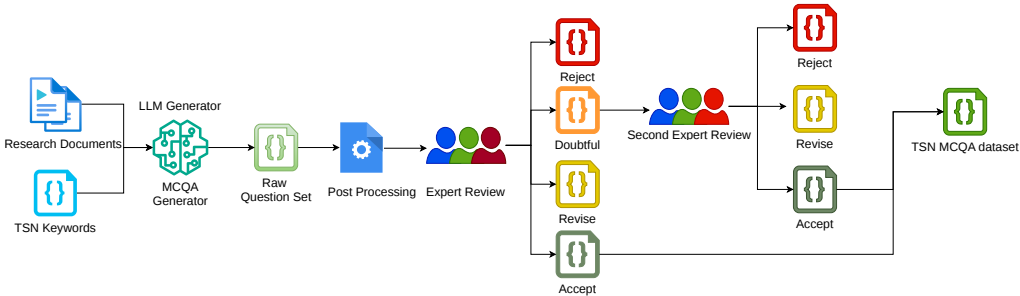 Research Documents
TSN Keywords
LLM Generator
MCQA
Generator
Raw
Question Set
Post Processing
Expert Review
Reject
Doubtful
Revise
Accept
Second Expert Review
Reject
Revise
Accept
TSN MCQA dataset